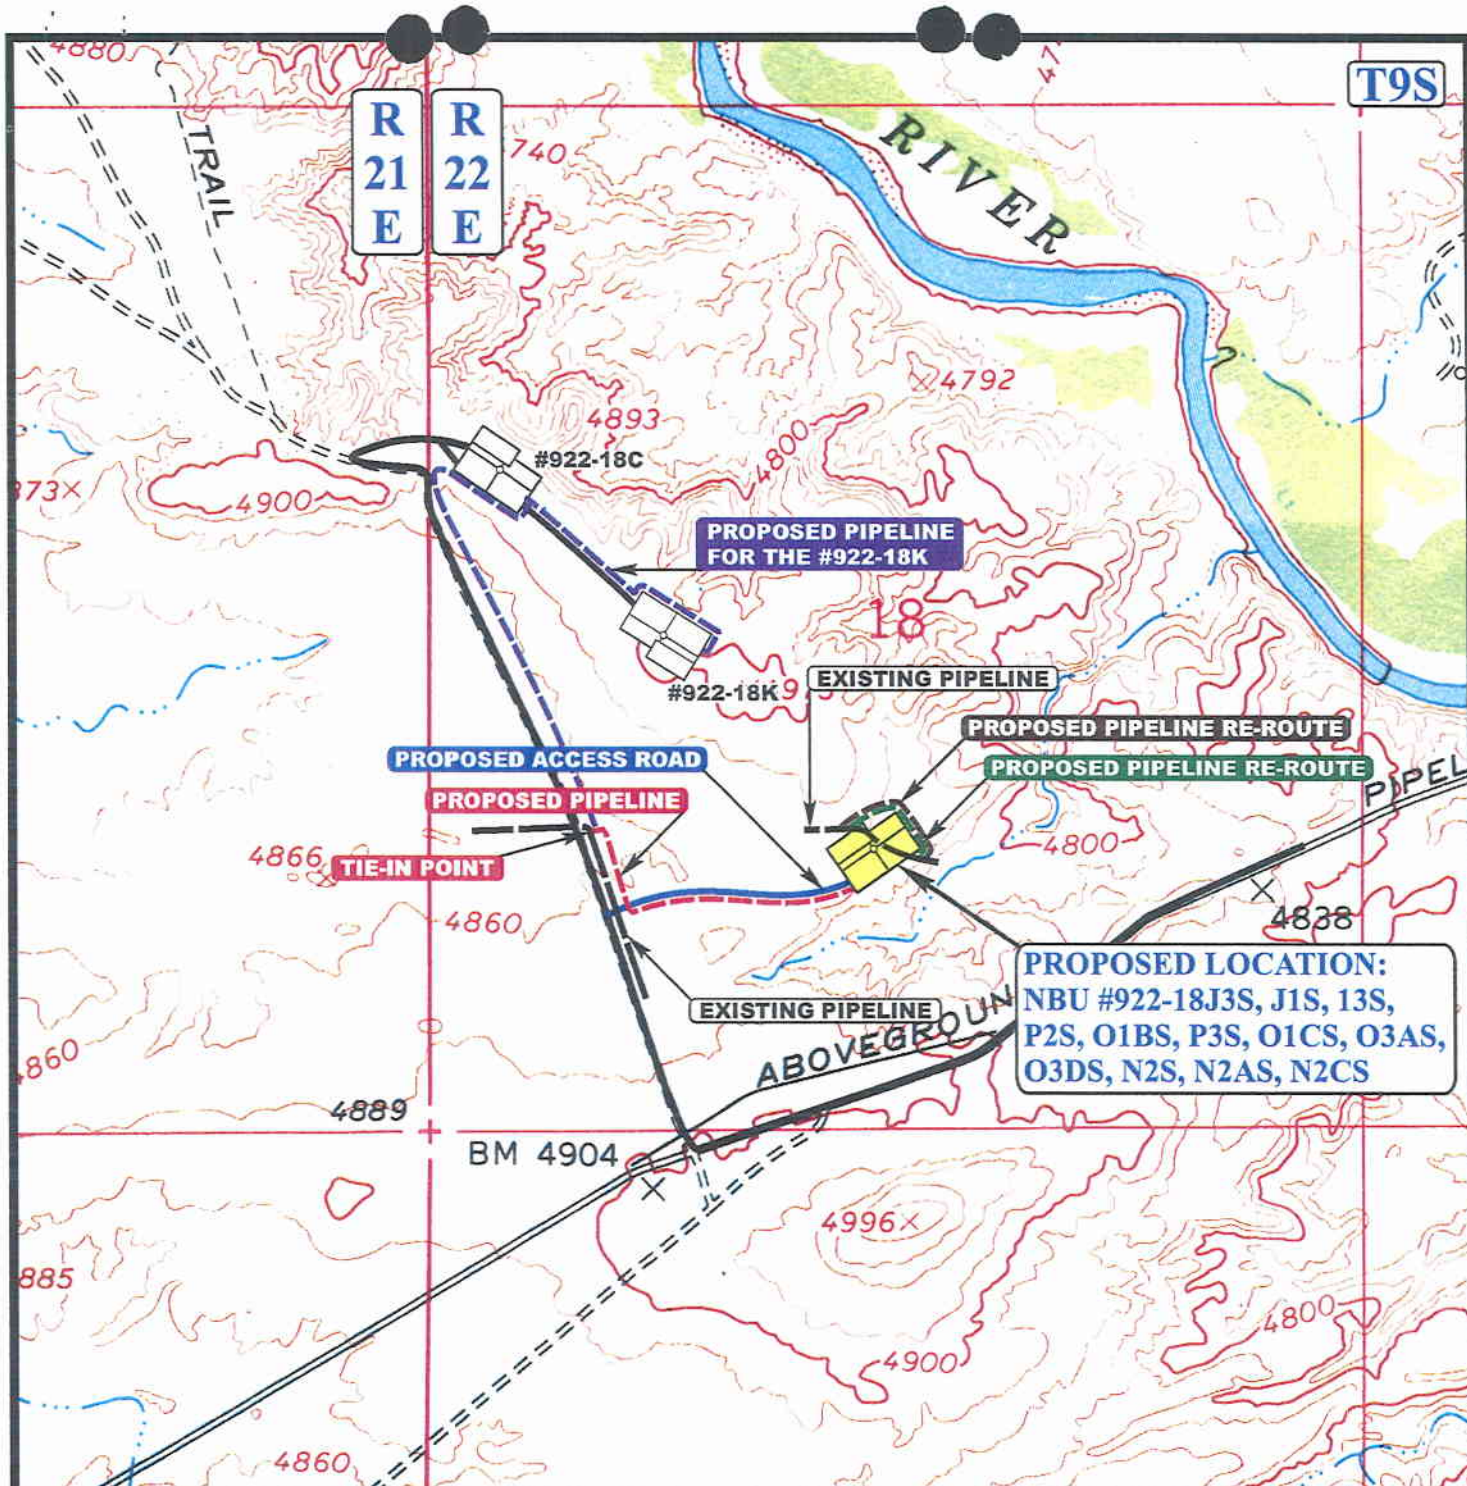 4880
T9S
R
21
E
R
22
E
TRAIL
740
RIVER
4792
4893
4800
#922-18C
873
4900
PROPOSED PIPELINE
FOR THE #922-18K
18
#922-18K
EXISTING PIPELINE
PROPOSED PIPELINE RE-ROUTE
PROPOSED ACCESS ROAD
PROPOSED PIPELINE RE-ROUTE
PROPOSED PIPELINE
PIPEL
4866
TIE-IN POINT
4800
4860
4838
PROPOSED LOCATION:
NBU #922-18J3S, J1S, 13S,
P2S, O1BS, P3S, O1CS, O3AS,
O3DS, N2S, N2AS, N2CS
EXISTING PIPELINE
ABOVEGROUN
4860
4889
BM 4904
4996
885
4800
4900
4860